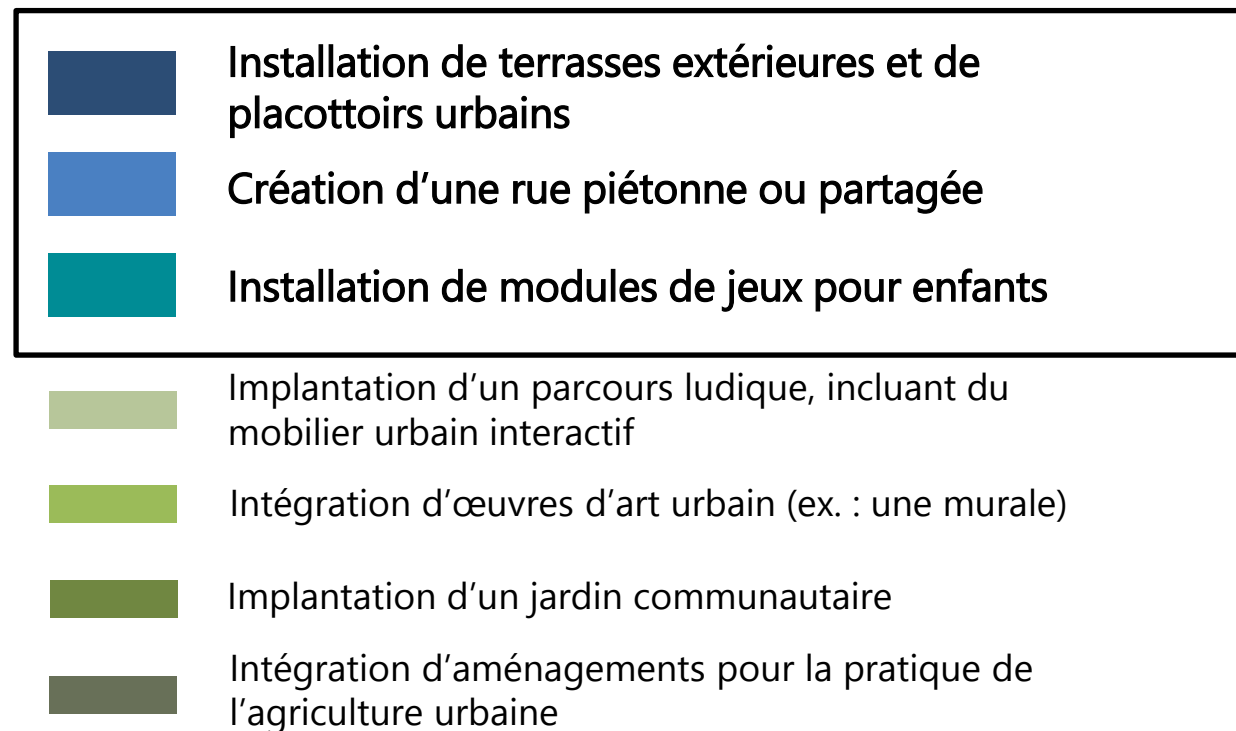 Installation de terrasses extérieures et de
placottoirs urbains
Création d’une rue piétonne ou partagée
Installation de modules de jeux pour enfants
Implantation d’un parcours ludique, incluant du
mobilier urbain interactif
Intégration d’œuvres d’art urbain (ex. : une murale)
Implantation d’un jardin communautaire
Intégration d’aménagements pour la pratique de
l’agriculture urbaine